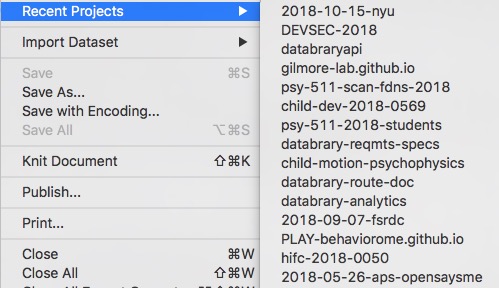 Recent Projects ▶
Import Dataset ▶
Save ⌘S
Save As...
Save with Encoding...
Save All ⌥⌘S
Knit Document ⇧⌘K
Publish...
Print...
Close ⌘W
Close All ⇧⌘W
2018-10-15-nyu
DEVSEC-2018
databraryapi
gilmore-lab.github.io
psy-511-scan-fdns-2018
child-dev-2018-0569
psy-511-2018-students
databrary-reqmts-specs
child-motion-psychophysics
databrary-route-doc
databrary-analytics
2018-09-07-fsrdc
PLAY-behaviorome.github.io
hifc-2018-0050
2018-05-26-aps-opensaysme